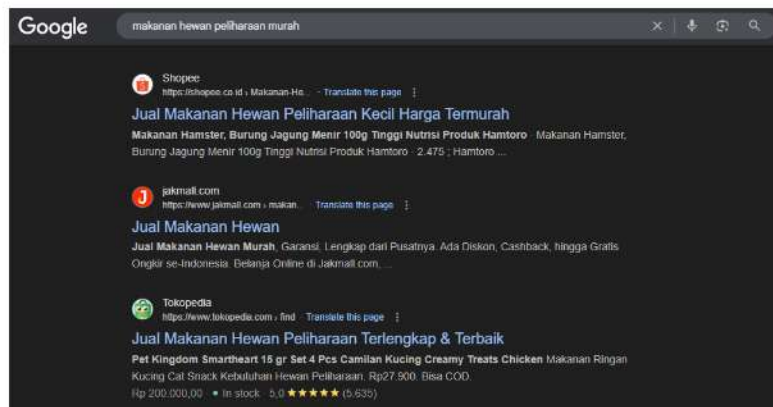 Google
makanan hewan peliharaan murah
Shopee
https://shopee.co.id › Makanan-He... · Translate this page
Jual Makanan Hewan Peliharaan Kecil Harga Termurah
Makanan Hamster, Burung Jagung Menir 100g Tinggi Nutrisi Produk Hamtoro · Makanan Hamster,
Burung Jagung Menir 100g Tinggi Nutrisi Produk Hamtoro · 2.475 ; Hamtoro ...
jakmall.com
https://www.jakmall.com › makan... · Translate this page
Jual Makanan Hewan
Jual Makanan Hewan Murah, Garansi, Lengkap dari Pusatnya. Ada Diskon, Cashback, hingga Gratis
Ongkir se-Indonesia. Belanja Online di Jakmall.com, ...
Tokopedia
https://www.tokopedia.com › find · Translate this page
Jual Makanan Hewan Peliharaan Terlengkap & Terbaik
Pet Kingdom Smartheart 15 gr Set 4 Pcs Camilan Kucing Creamy Treats Chicken Makanan Ringan
Kucing Cat Snack Kebutuhan Hewan Peliharaan. Rp27.900. Bisa COD.
Rp 200.000,00 · In stock · 5,0 ★★★★★ (5.635)